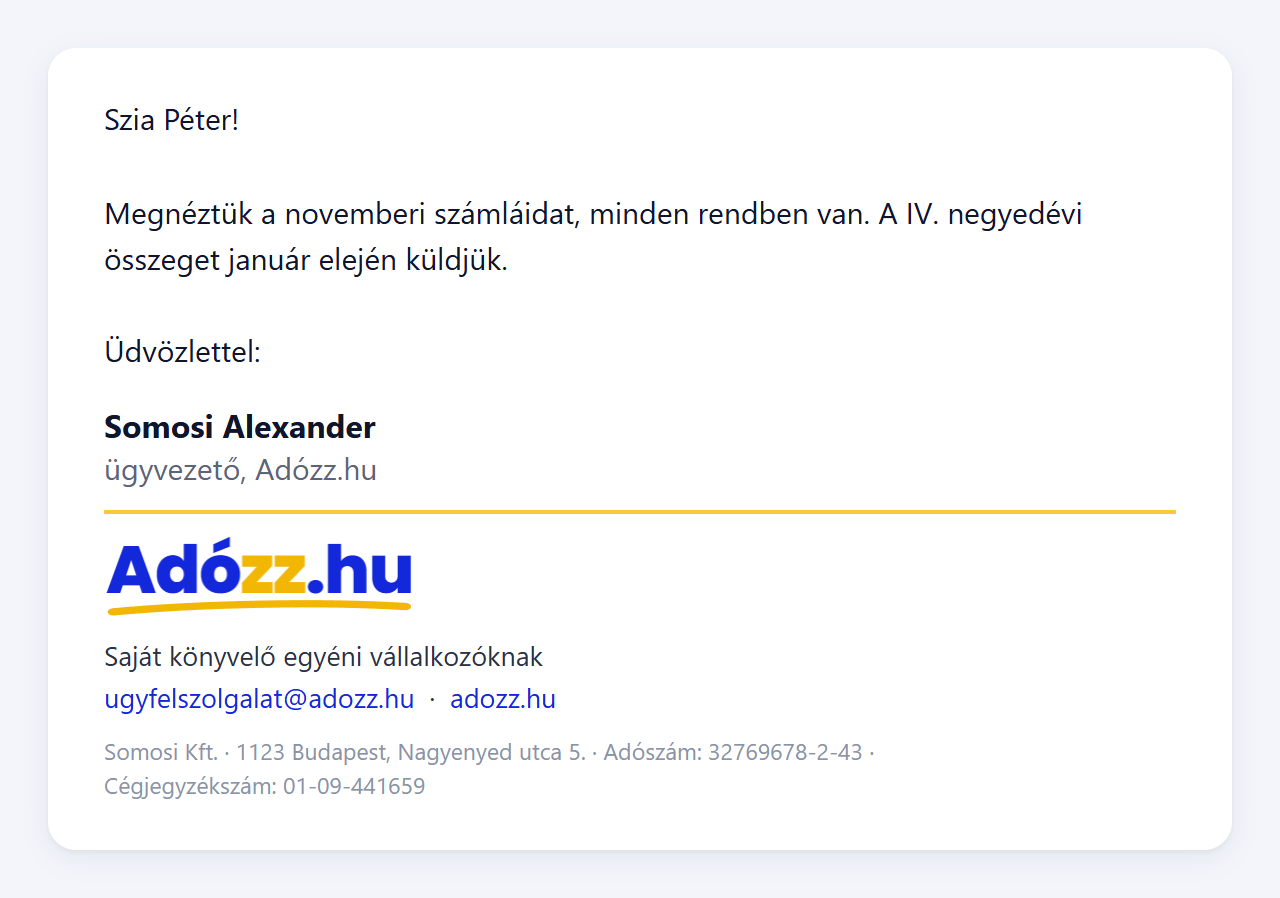 Szia Péter!
Megnéztük a novemberi számláidat, minden rendben van. A IV. negyedévi
összeget január elején küldjük.
Üdvözlettel:
Somosi Alexander
ügyvezető, Adózz.hu
Adózz.hu
Saját könyvelő egyéni vállalkozóknak
ugyfelszolgalat@adozz.hu · adozz.hu
Somosi Kft. · 1123 Budapest, Nagyenyed utca 5. · Adószám: 32769678-2-43 ·
Cégjegyzékszám: 01-09-441659